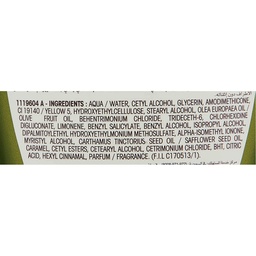 1119604 A - INGREDIENTS : AQUA / WATER, CETYL ALCOHOL, GLYCERIN, AMODIMETHICONE,
CI 19140 / YELLOW 5, HYDROXYETHYLCELLULOSE, STEARYL ALCOHOL, OLEA EUROPAEA OIL /
OLIVE FRUIT OIL, BEHENTRIMONIUM CHLORIDE, TRIDECETH-6, CHLORHEXIDINE
DIGLUCONATE, LIMONENE, BENZYL SALICYLATE, BENZYL ALCOHOL, ISOPROPYL ALCOHOL,
DIPALMITOYLETHYL HYDROXYETHYLMONIUM METHOSULFATE, ALPHA-ISOMETHYL IONONE,
MYRISTYL ALCOHOL, CARTHAMUS TINCTORIUS SEED OIL / SAFFLOWER SEED OIL,
CARAMEL, CETYL ESTERS, CETEARYL ALCOHOL, CETRIMONIUM CHLORIDE, BHT, CITRIC
ACID, HEXYL CINNAMAL, PARFUM / FRAGRANCE. (F.I.L C170513/1).